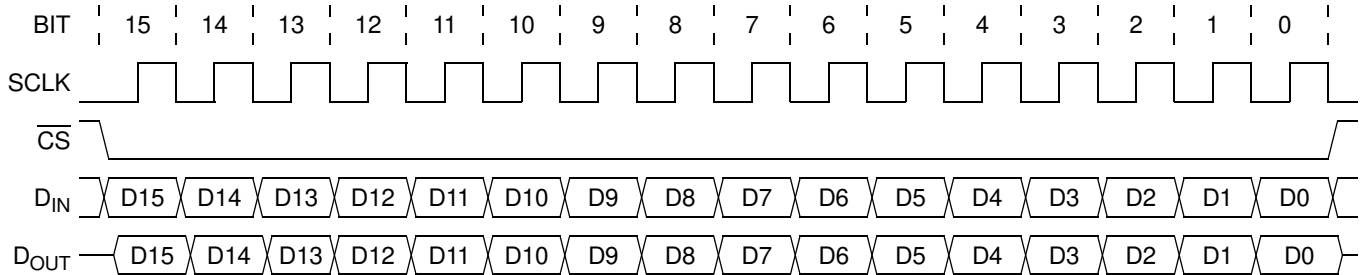 BIT 15 14 13 12 11 10 9 8 7 6 5 4 3 2 1 0
SCLK
CS
DIN D15 D14 D13 D12 D11 D10 D9 D8 D7 D6 D5 D4 D3 D2 D1 D0
DOUT D15 D14 D13 D12 D11 D10 D9 D8 D7 D6 D5 D4 D3 D2 D1 D0